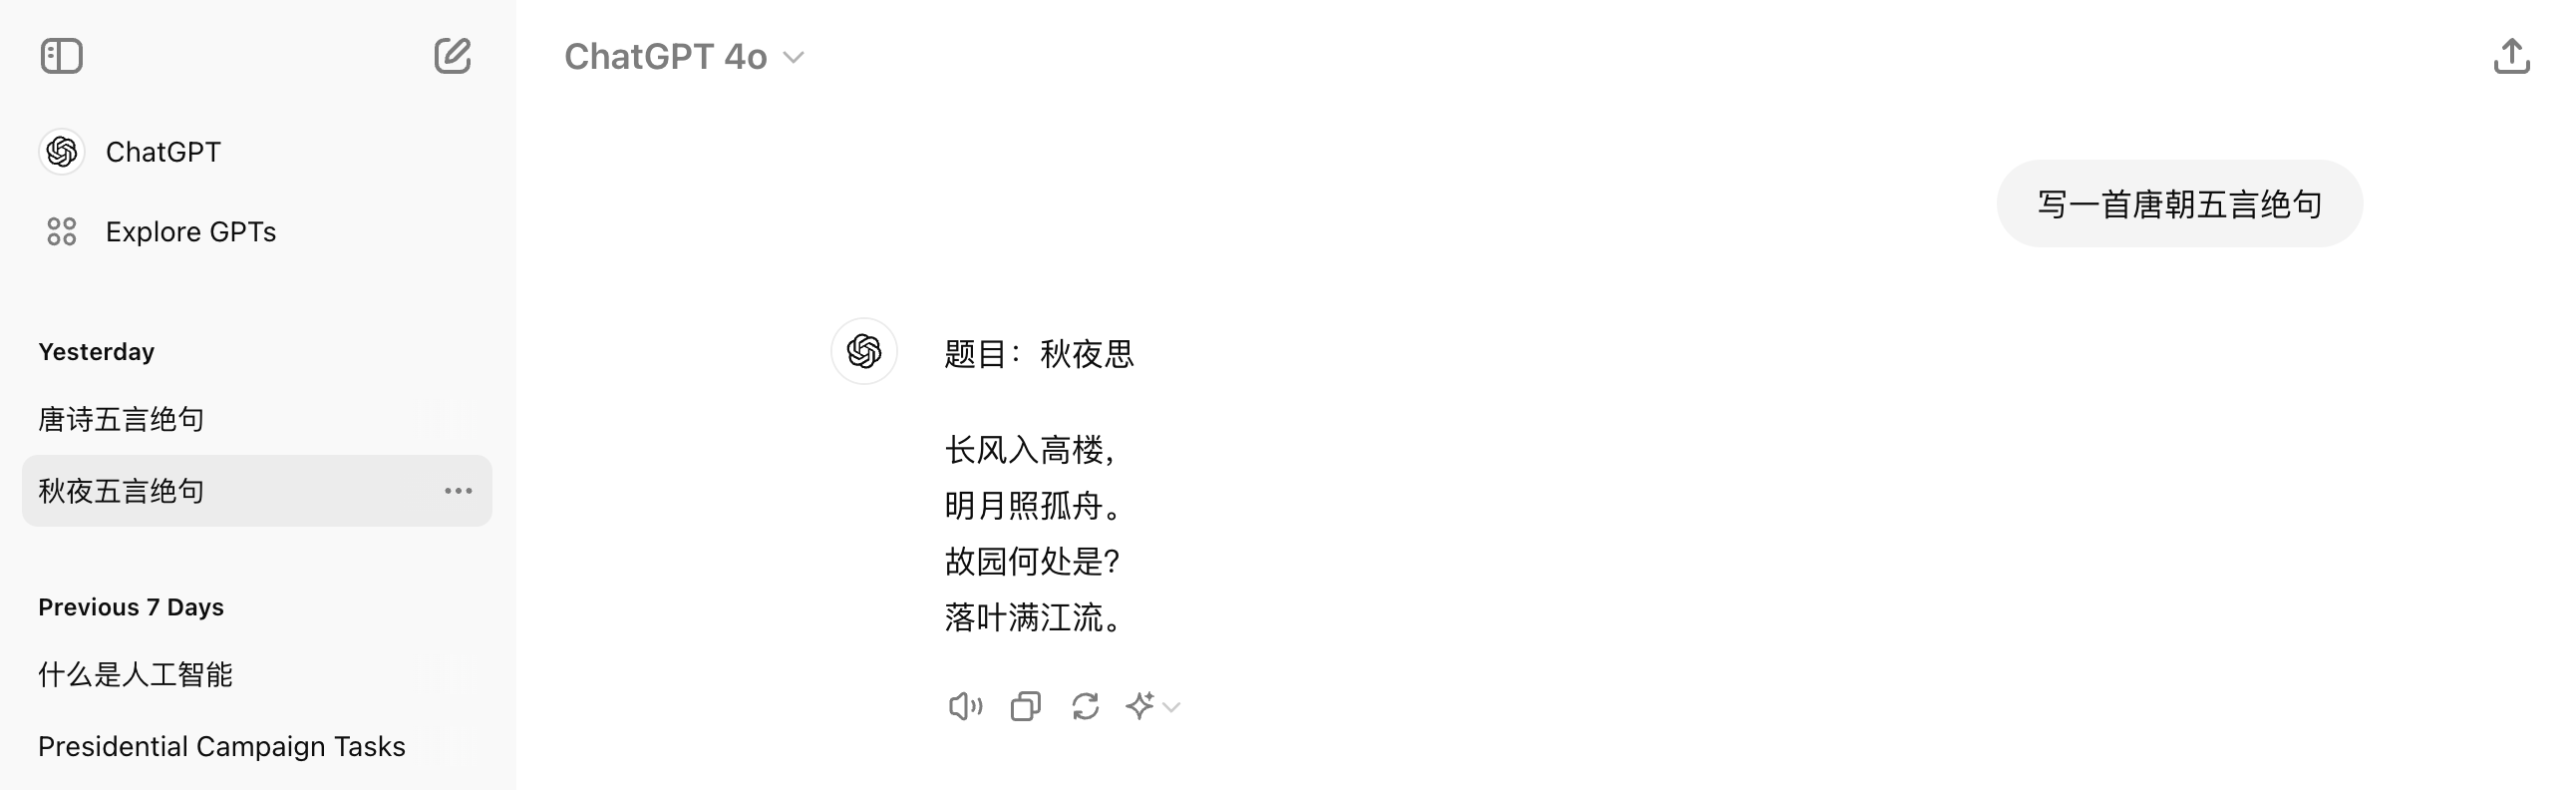 ChatGPT
Explore GPTs
Yesterday
唐诗五言绝句
秋夜五言绝句
Previous 7 Days
什么是人工智能
Presidential Campaign Tasks
ChatGPT 4o
写一首唐朝五言绝句
题目：秋夜思
长风入高楼，
明月照孤舟。
故园何处是？
落叶满江流。